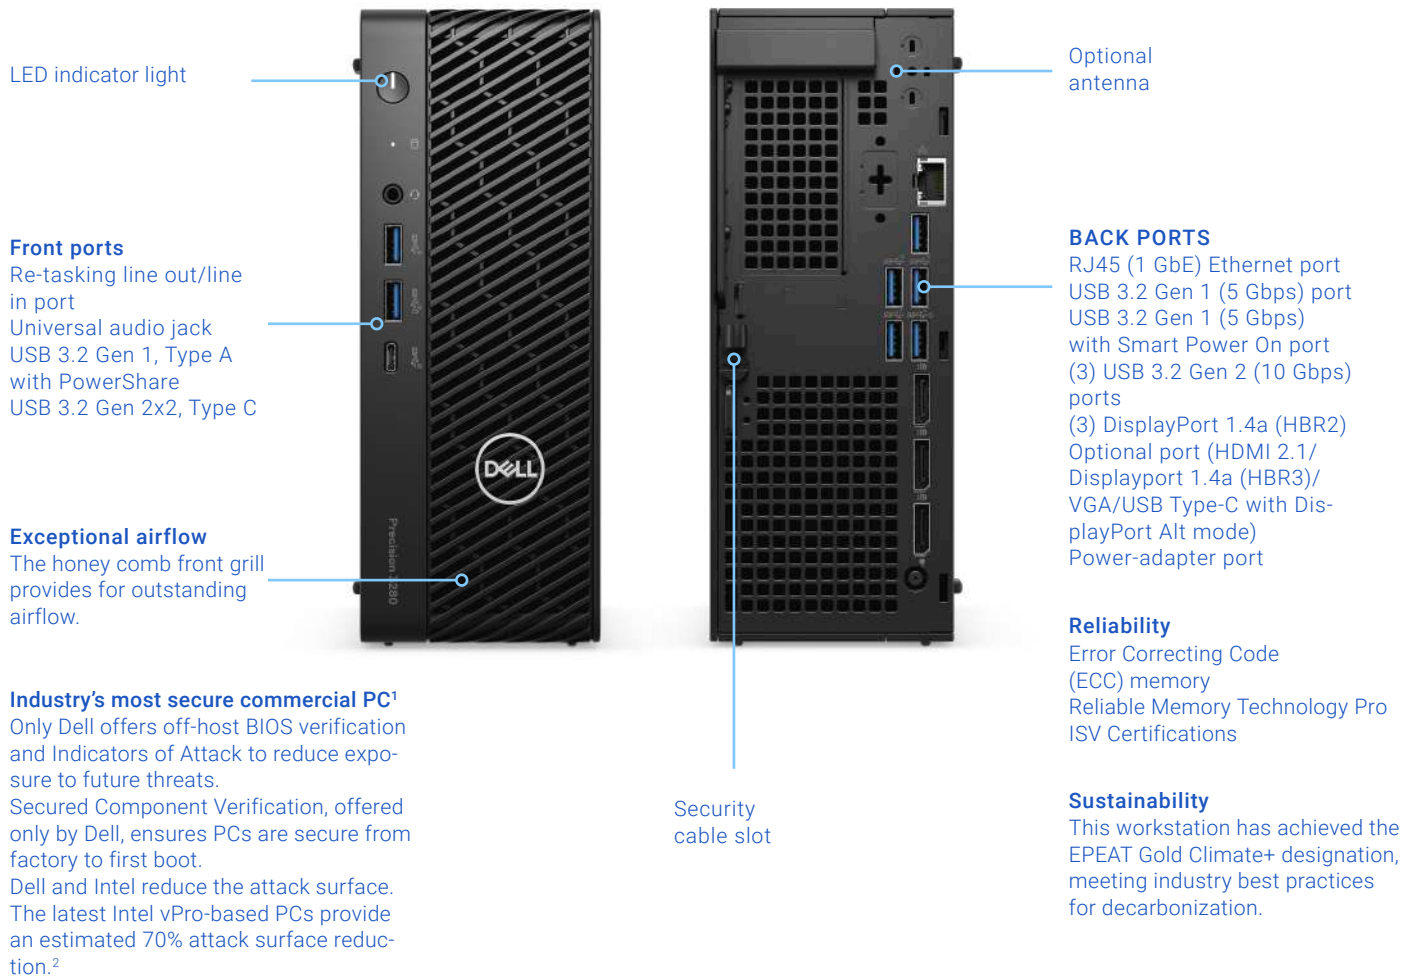 LED indicator light
Front ports
Re-tasking line out/line
in port
Universal audio jack
USB 3.2 Gen 1, Type A
with PowerShare
USB 3.2 Gen 2x2, Type C
Exceptional airflow
The honey comb front grill
provides for outstanding
airflow.
Industry's most secure commercial PC¹
Only Dell offers off-host BIOS verification
and Indicators of Attack to reduce expo-
sure to future threats.
Secured Component Verification, offered
only by Dell, ensures PCs are secure from
factory to first boot.
Dell and Intel reduce the attack surface.
The latest Intel vPro-based PCs provide
an estimated 70% attack surface reduc-
tion.²
DELL
Precision 3280
Security
cable slot
Optional
antenna
BACK PORTS
RJ45 (1 GbE) Ethernet port
USB 3.2 Gen 1 (5 Gbps) port
USB 3.2 Gen 1 (5 Gbps)
with Smart Power On port
(3) USB 3.2 Gen 2 (10 Gbps)
ports
(3) DisplayPort 1.4a (HBR2)
Optional port (HDMI 2.1/
Displayport 1.4a (HBR3)/
VGA/USB Type-C with Dis-
playPort Alt mode)
Power-adapter port
Reliability
Error Correcting Code
(ECC) memory
Reliable Memory Technology Pro
ISV Certifications
Sustainability
This workstation has achieved the
EPEAT Gold Climate+ designation,
meeting industry best practices
for decarbonization.